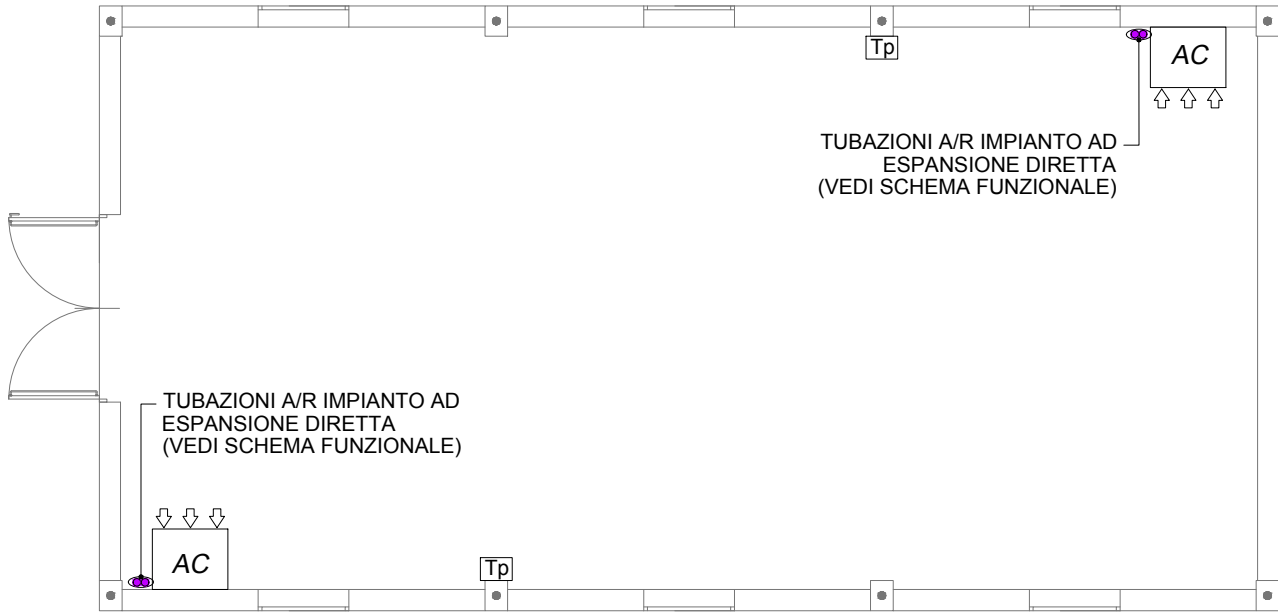 Tp
AC
TUBAZIONI A/R IMPIANTO AD
ESPANSIONE DIRETTA
(VEDI SCHEMA FUNZIONALE)
TUBAZIONI A/R IMPIANTO AD
ESPANSIONE DIRETTA
(VEDI SCHEMA FUNZIONALE)
AC
Tp